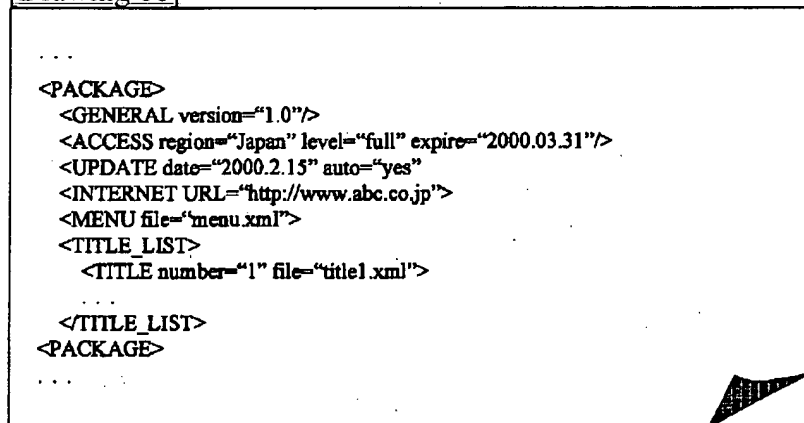 ...
<PACKAGE>
<GENERAL version="1.0"/>
<ACCESS region="Japan" level="full" expire="2000.03.31"/>
<UPDATE date="2000.2.15" auto="yes"
<INTERNET URL="http://www.abc.co.jp">
<MENU file="menu.xml">
<TITLE_LIST>
<TITLE number="1" file="title1.xml">
...
</TITLE_LIST>
<PACKAGE>
...